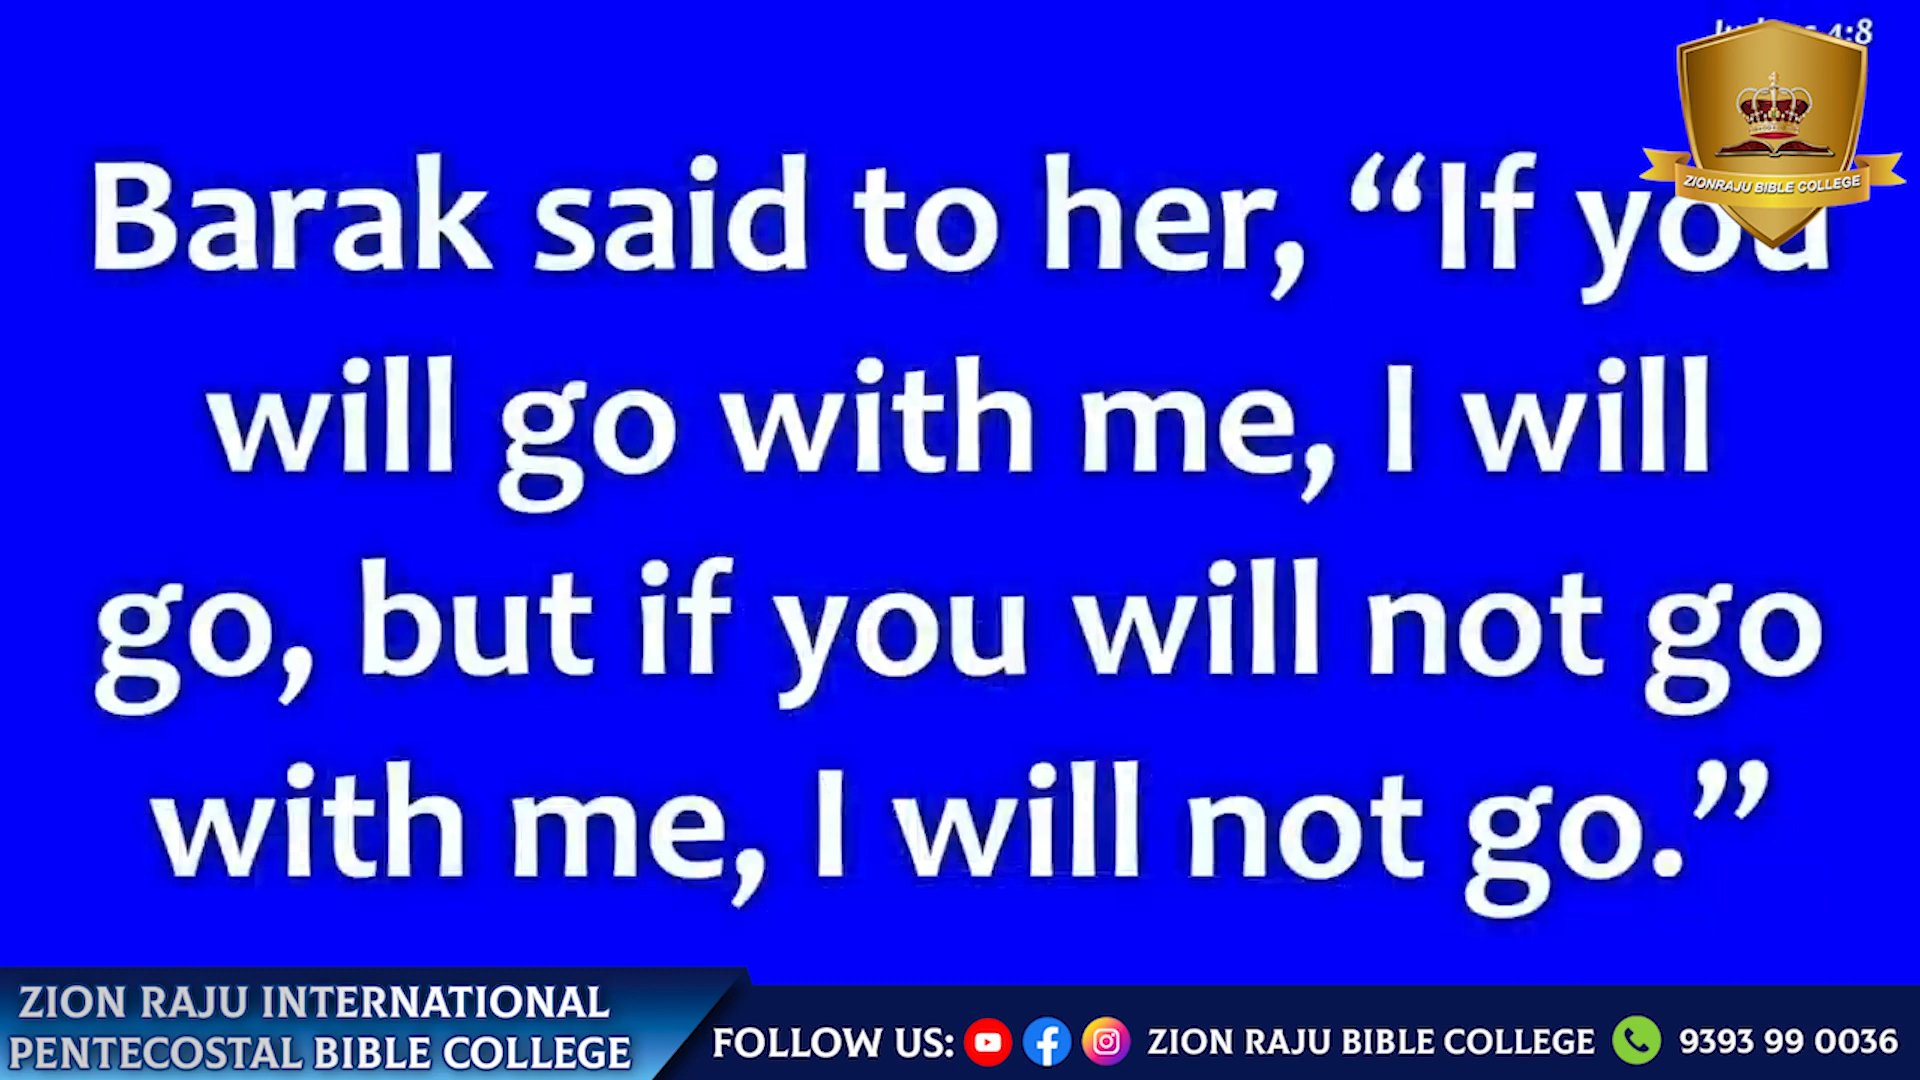 4:8
Barak said to her, “If you
will go with me, I will
go, but if you will not go
with me, I will not go.”
ZIONRAJU BIBLE COLLEGE
ZION RAJU INTERNATIONAL
PENTECOSTAL BIBLE COLLEGE
FOLLOW US: ZION RAJU BIBLE COLLEGE 9393 99 0036